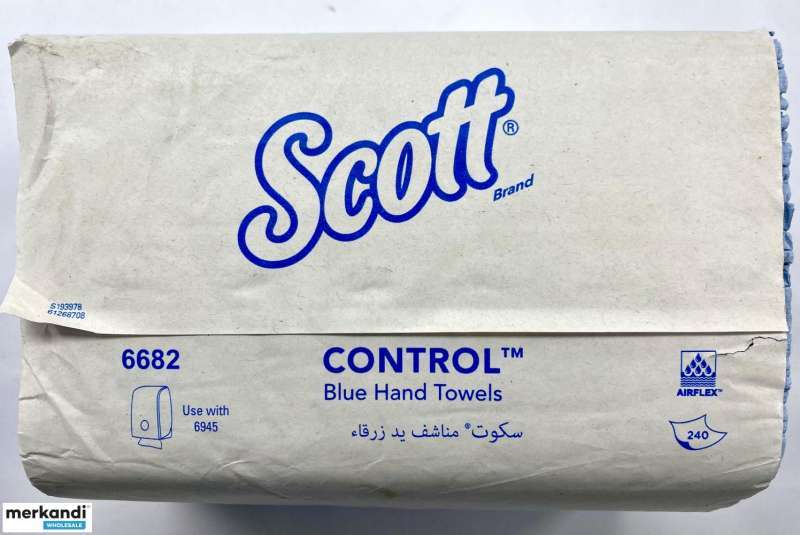 Scott®
Brand
S193978
61268708
6682
CONTROL™
Blue Hand Towels
AIRFLEX™
Use with
6945
سكوت® مناشف يد زرقاء
240
merkandi
WHOLESALE